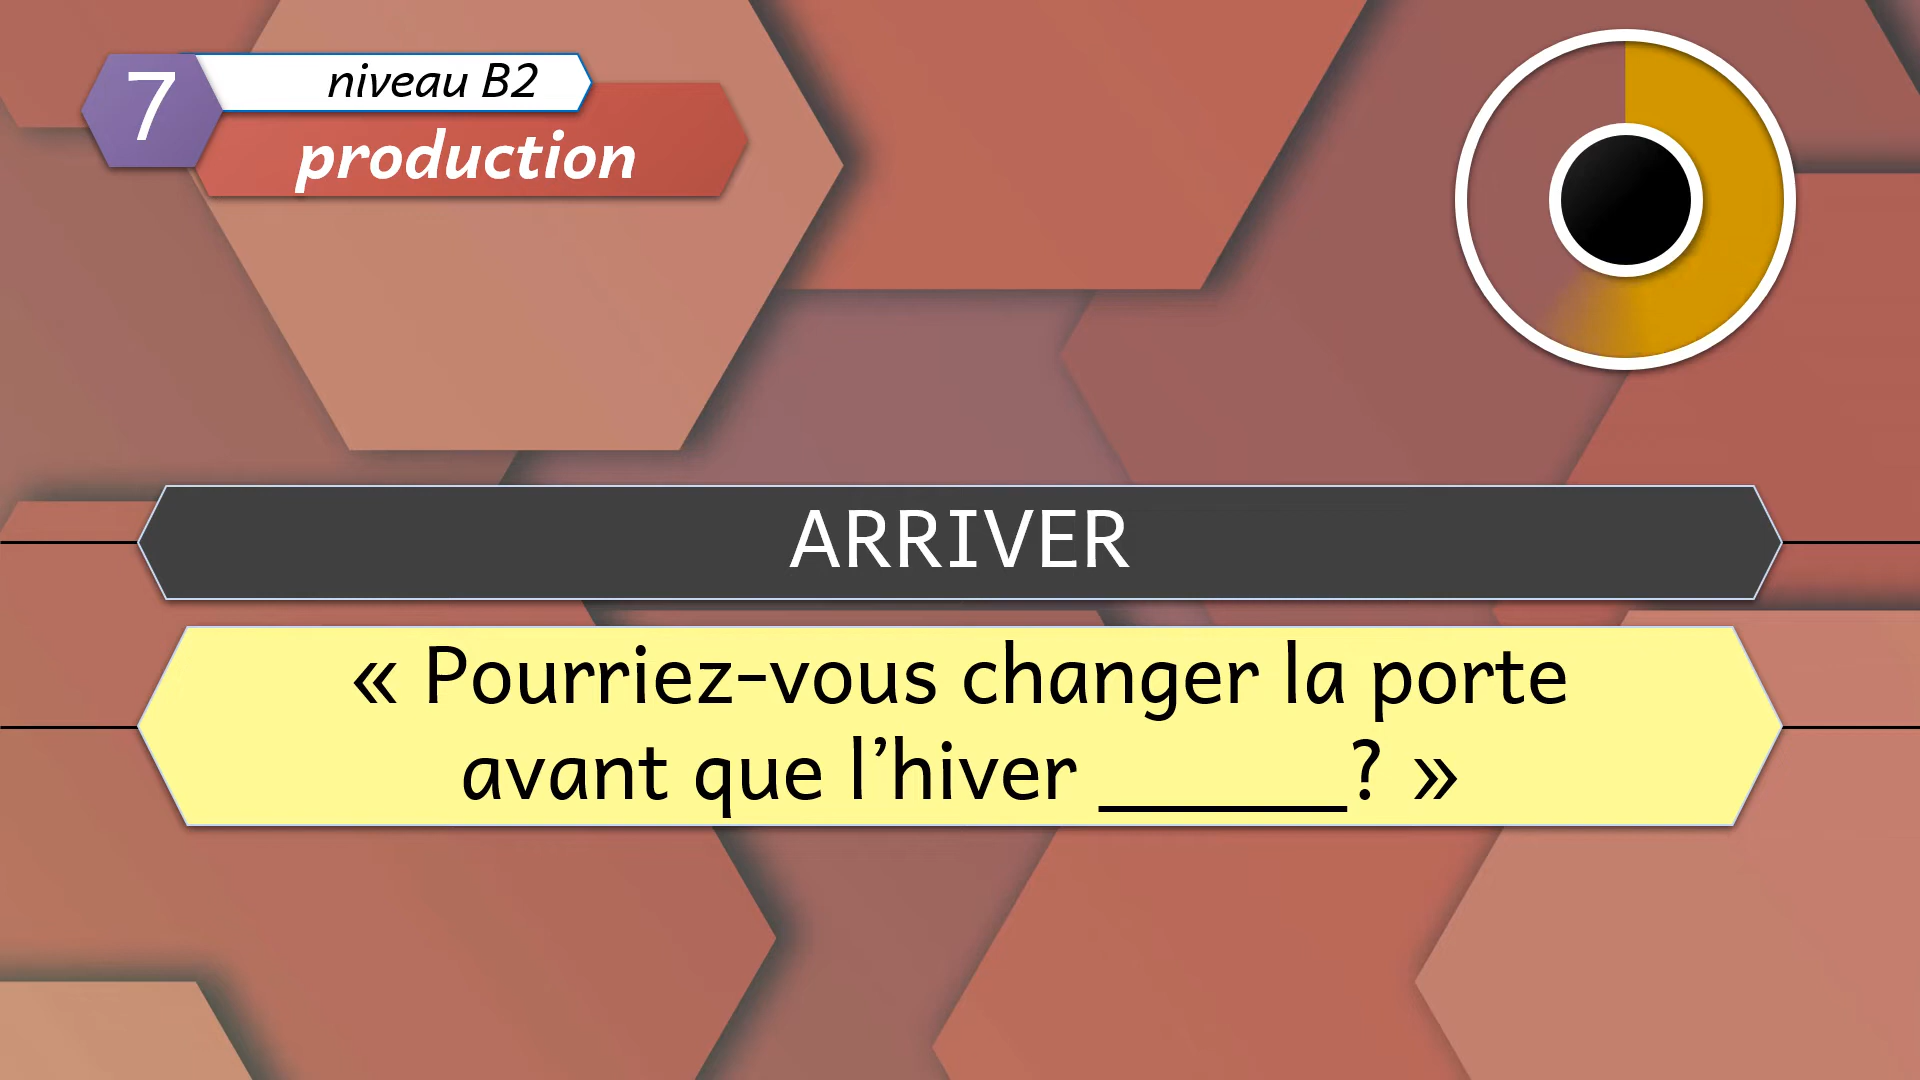 7
niveau B2
production
ARRIVER
« Pourriez-vous changer la porte
avant que l’hiver ______? »